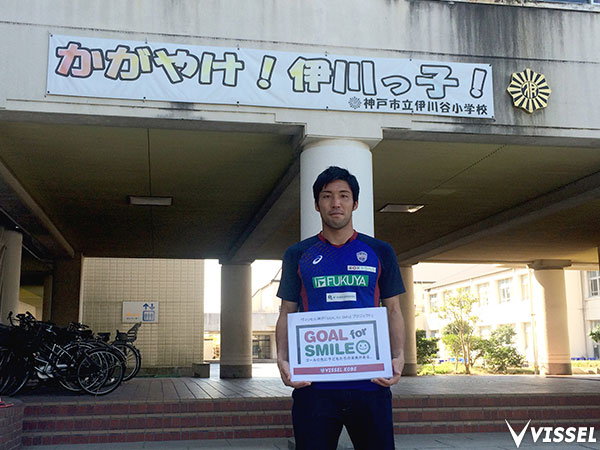 かがやけ！伊川っ子！
神戸市立伊川谷小学校
FUKUYA
GOAL for
SMILE
VISSEL KOBE
VISSEL